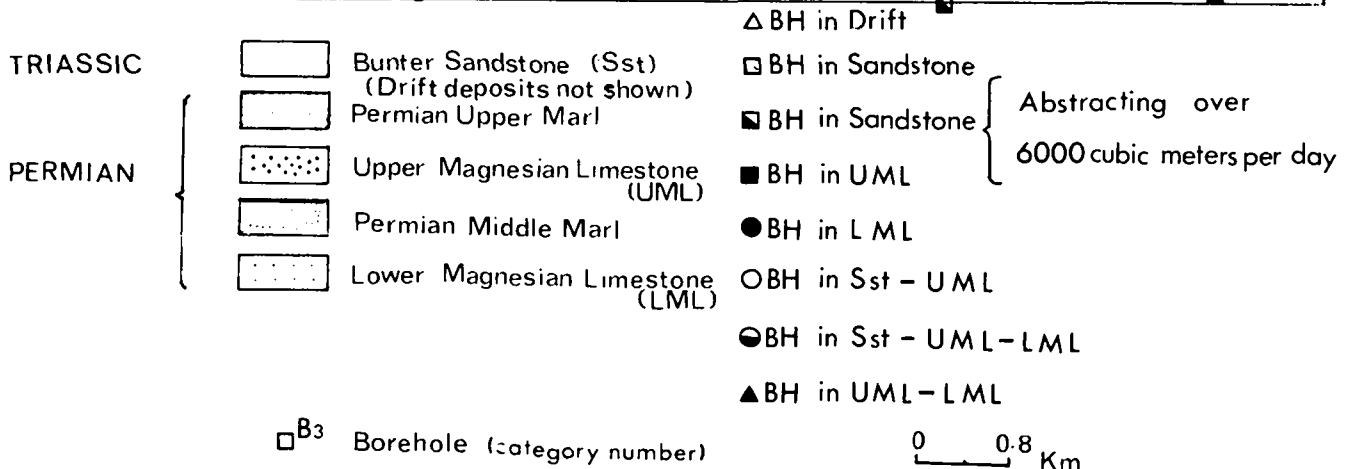 △ BH in Drift
TRIASSIC
Bunter Sandstone (Sst)
(Drift deposits not shown)
Permian Upper Marl
PERMIAN
Upper Magnesian Limestone
(UML)
Permian Middle Marl
Lower Magnesian Limestone
(LML)
BH in Sandstone
BH in Sandstone
Abstracting over
6000 cubic meters per day
■ BH in UML
● BH in LML
○ BH in Sst - UML
BH in Sst - UML-LML
▲ BH in UML-LML
□ B3 Borehole (category number)
0 0.8 Km